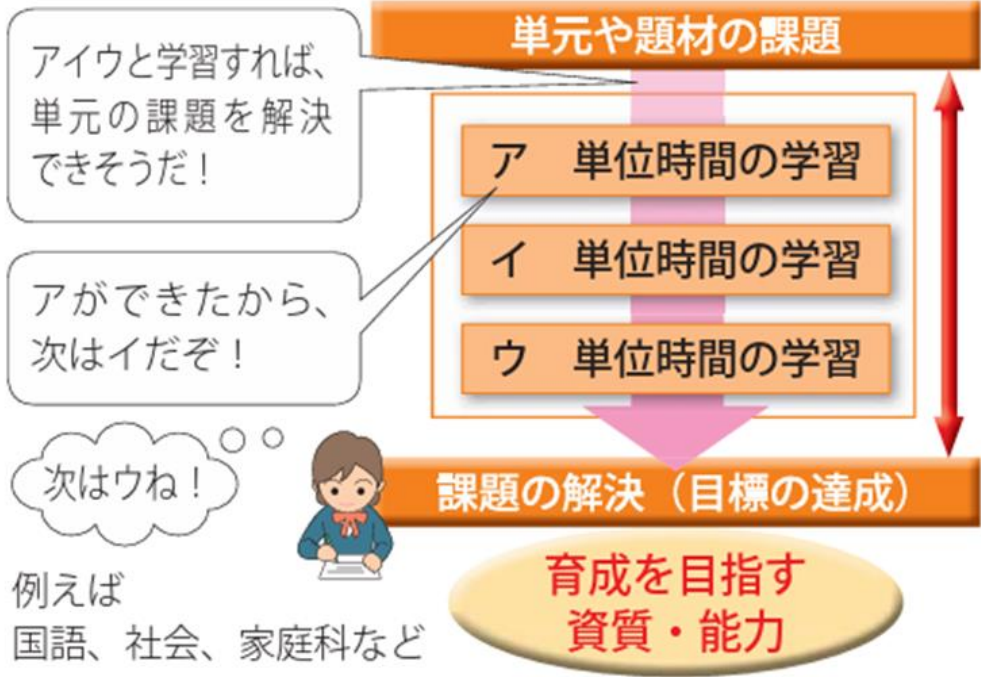 単元や題材の課題
アイウと学習すれば、
単元の課題を解決
できそうだ！
ア　単位時間の学習
イ　単位時間の学習
ウ　単位時間の学習
アができたから、
次はイだぞ！
次はウね！
課題の解決（目標の達成）
育成を目指す
資質・能力
例えば
国語、社会、家庭科など